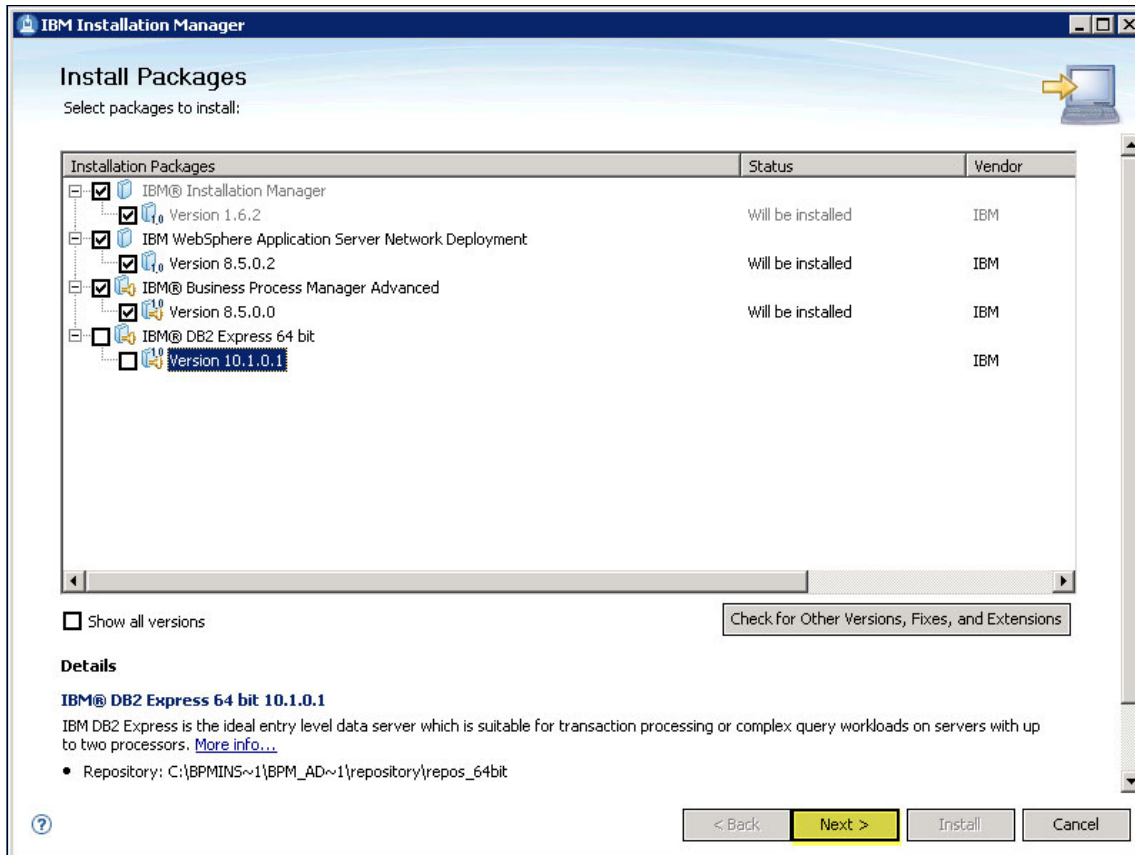 IBM Installation Manager
Install Packages
Select packages to install:
Installation Packages Status Vendor
IBM® Installation Manager
Version 1.6.2 Will be installed IBM
IBM WebSphere Application Server Network Deployment
Version 8.5.0.2 Will be installed IBM
IBM® Business Process Manager Advanced
Version 8.5.0.0 Will be installed IBM
IBM® DB2 Express 64 bit
Version 10.1.0.1 IBM
Show all versions Check for Other Versions, Fixes, and Extensions
Details
IBM® DB2 Express 64 bit 10.1.0.1
IBM DB2 Express is the ideal entry level data server which is suitable for transaction processing or complex query workloads on servers with up
to two processors. More info...
• Repository: C:\BPMINS~1\BPM_AD~1\repository\repos_64bit
? < Back Next > Install Cancel